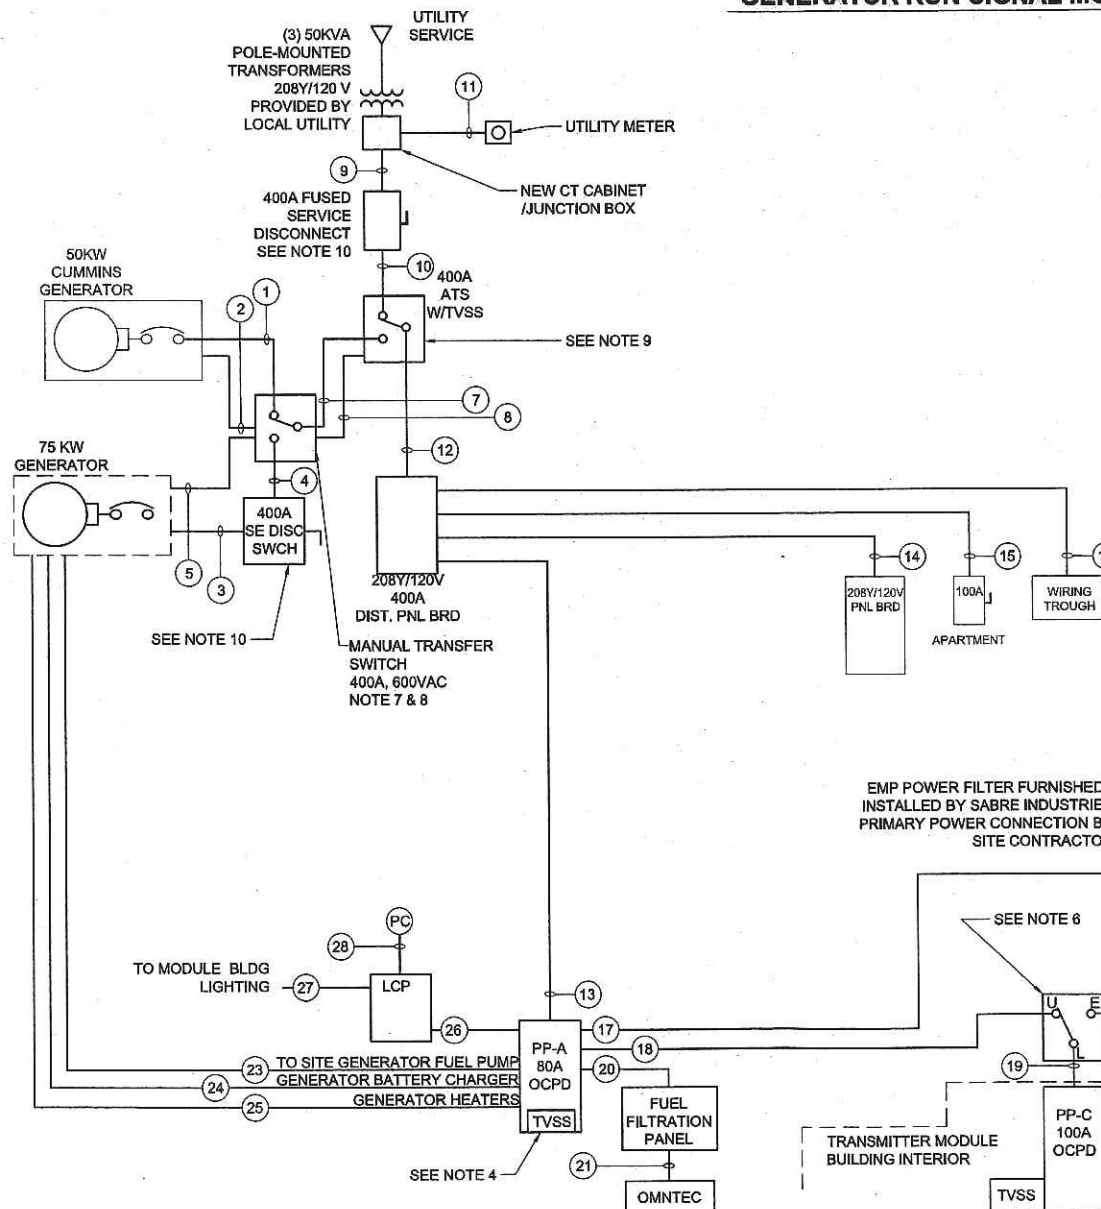 UTILITY
SERVICE
(3) 50KVA
POLE-MOUNTED
TRANSFORMERS
208Y/120 V
PROVIDED BY
LOCAL UTILITY
11
UTILITY METER
9
NEW CT CABINET
/JUNCTION BOX
400A FUSED
SERVICE
DISCONNECT
SEE NOTE 10
10
400A
ATS
W/TVSS
SEE NOTE 9
50KW
CUMMINS
GENERATOR
2
1
7
8
12
75 KW
GENERATOR
4
400A
SE DISC
SWCH
5
3
SEE NOTE 10
208Y/120V
400A
DIST. PNL BRD
MANUAL TRANSFER
SWITCH
400A, 600VAC
NOTE 7 & 8
14
15
208Y/120V
PNL BRD
100A
APARTMENT
WIRING
TROUGH
EMP POWER FILTER FURNISHED
INSTALLED BY SABRE INDUSTRIE
PRIMARY POWER CONNECTION B
SITE CONTRACTO
SEE NOTE 6
U
E
L
19
PC
28
TO MODULE BLDG
LIGHTING
27
LCP
26
13
17
18
20
PP-A
80A
OCPD
TVSS
23
TO SITE GENERATOR FUEL PUMP
24
GENERATOR BATTERY CHARGER
25
GENERATOR HEATERS
SEE NOTE 4
FUEL
FILTRATION
PANEL
21
OMNTEC
TRANSMITTER MODULE
BUILDING INTERIOR
PP-C
100A
OCPD
TVSS